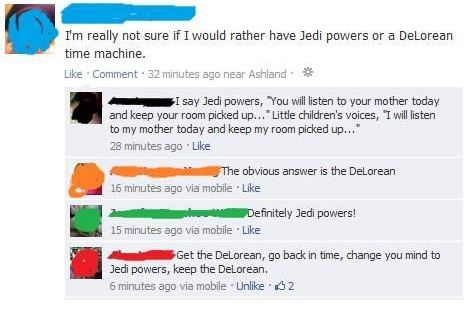 I'm really not sure if I would rather have Jedi powers or a DeLorean
time machine.
Like · Comment · 32 minutes ago near Ashland ·
I say Jedi powers, "You will listen to your mother today
and keep your room picked up..." Little children's voices, "I will listen
to my mother today and keep my room picked up..."
28 minutes ago · Like
The obvious answer is the DeLorean
16 minutes ago via mobile · Like
Definitely Jedi powers!
15 minutes ago via mobile · Like
Get the DeLorean, go back in time, change you mind to
Jedi powers, keep the DeLorean.
6 minutes ago via mobile · Unlike · 2